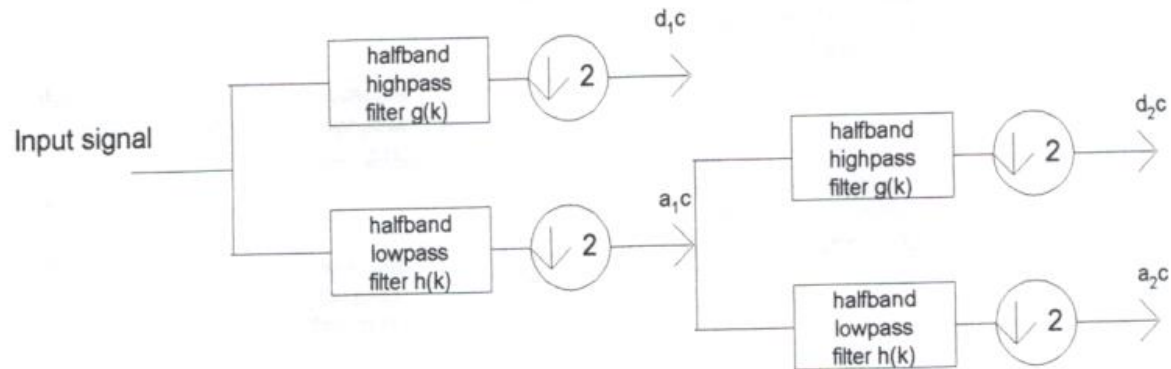 d₁c
halfband
highpass
filter g(k)
2
Input signal
d₂c
halfband
highpass
filter g(k)
2
a₁c
halfband
lowpass
filter h(k)
2
a₂c
halfband
lowpass
filter h(k)
2